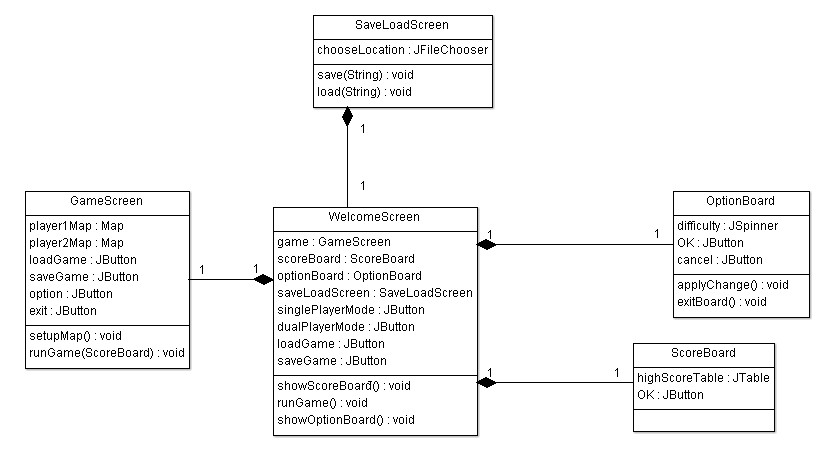 SaveLoadScreen
chooseLocation : JFileChooser
save(String) : void
load(String) : void
1
1
GameScreen
player1Map : Map
player2Map : Map
loadGame : JButton
saveGame : JButton
option : JButton
exit : JButton
setupMap() : void
runGame(ScoreBoard) : void
1
1
WelcomeScreen
game : GameScreen
scoreBoard : ScoreBoard
optionBoard : OptionBoard
saveLoadScreen : SaveLoadScreen
singlePlayerMode : JButton
dualPlayerMode : JButton
loadGame : JButton
saveGame : JButton
showScoreBoard() : void
runGame() : void
showOptionBoard() : void
1
1
OptionBoard
difficulty : JSpinner
OK : JButton
cancel : JButton
applyChange() : void
exitBoard() : void
1
1
ScoreBoard
highScoreTable : JTable
OK : JButton